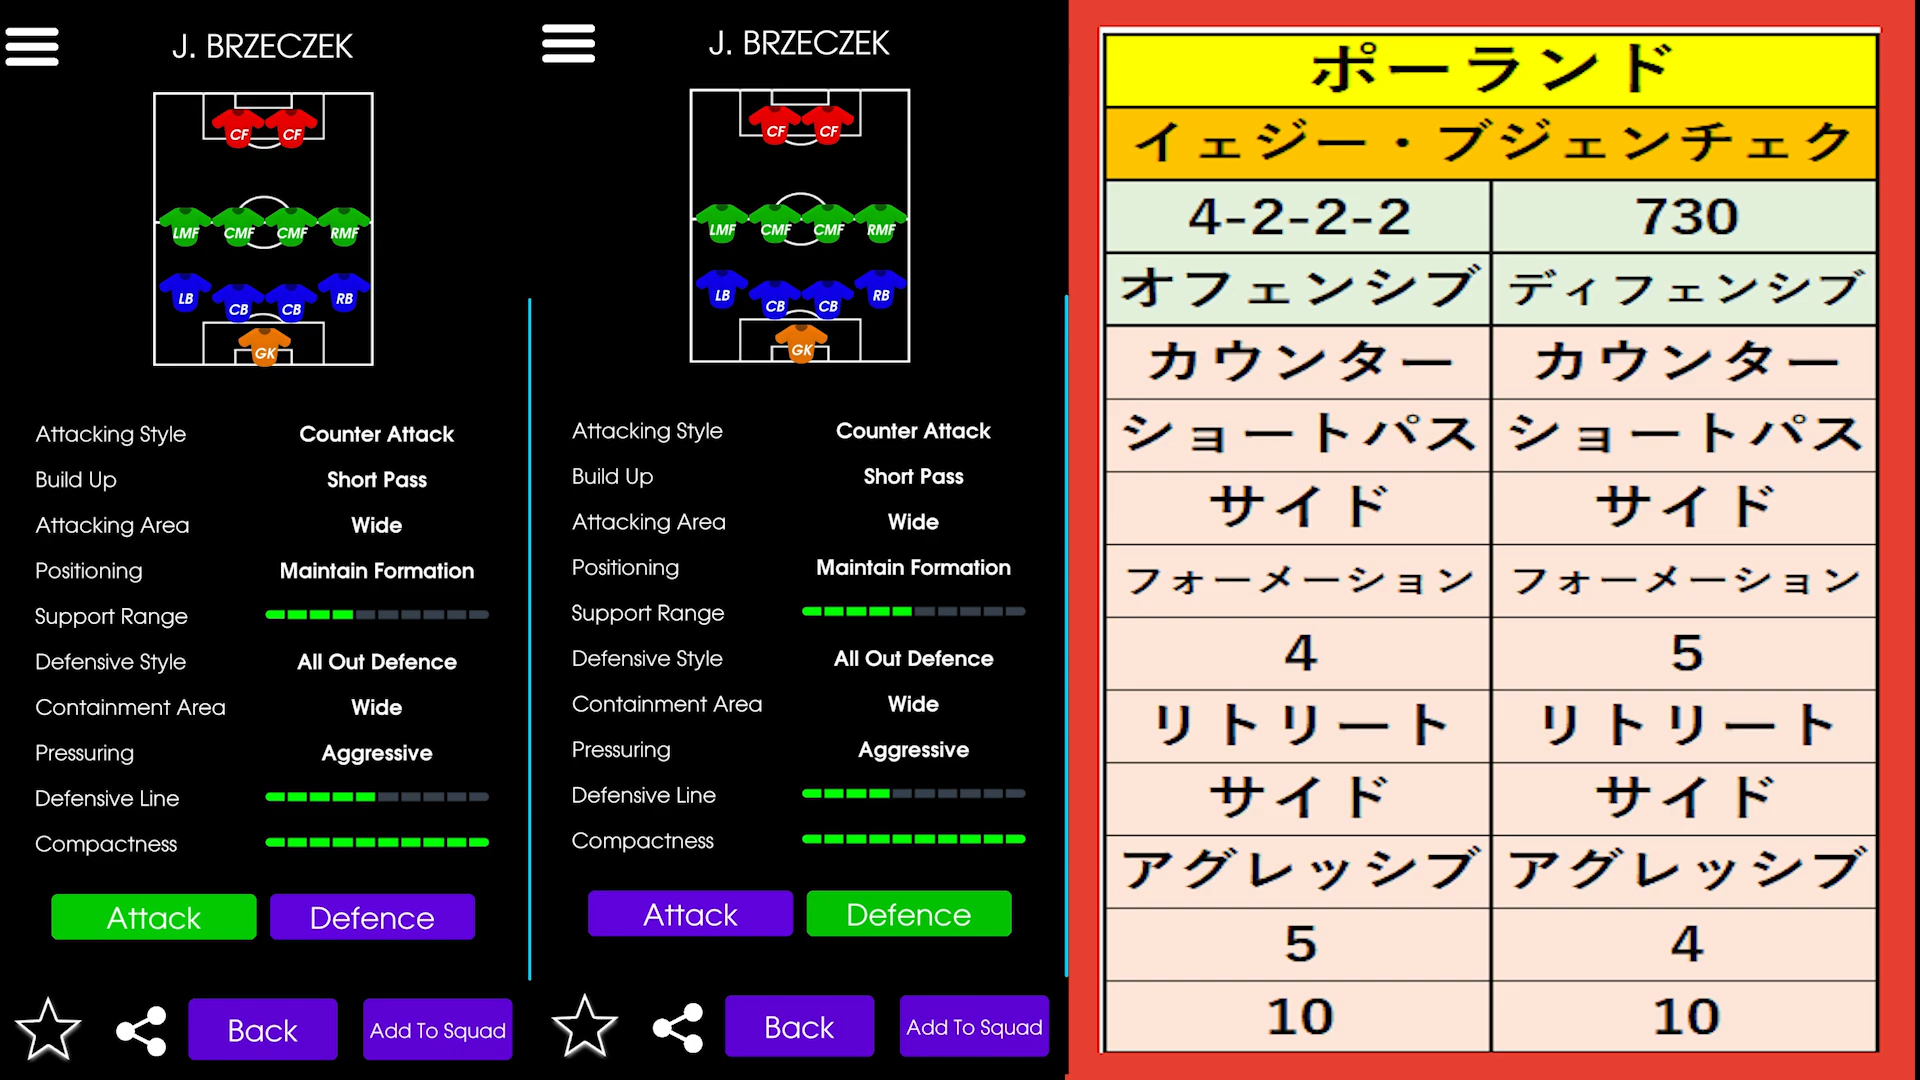 J. BRZECZEK
CF CF
LMF CMF CMF RMF
LB CB CB RB
GK
Attacking Style Counter Attack
Build Up Short Pass
Attacking Area Wide
Positioning Maintain Formation
Support Range
Defensive Style All Out Defence
Containment Area Wide
Pressuring Aggressive
Defensive Line
Compactness
Attack Defence
Back Add To Squad
J. BRZECZEK
CF CF
LMF CMF CMF RMF
LB CB CB RB
GK
Attacking Style Counter Attack
Build Up Short Pass
Attacking Area Wide
Positioning Maintain Formation
Support Range
Defensive Style All Out Defence
Containment Area Wide
Pressuring Aggressive
Defensive Line
Compactness
Attack Defence
Back Add To Squad
ポーランド
イェジー・ブジェンチェク
4-2-2-2 730
オフェンシブ ディフェンシブ
カウンター カウンター
ショートパス ショートパス
サイド サイド
フォーメーション フォーメーション
4 5
リトリート リトリート
サイド サイド
アグレッシブ アグレッシブ
5 4
10 10